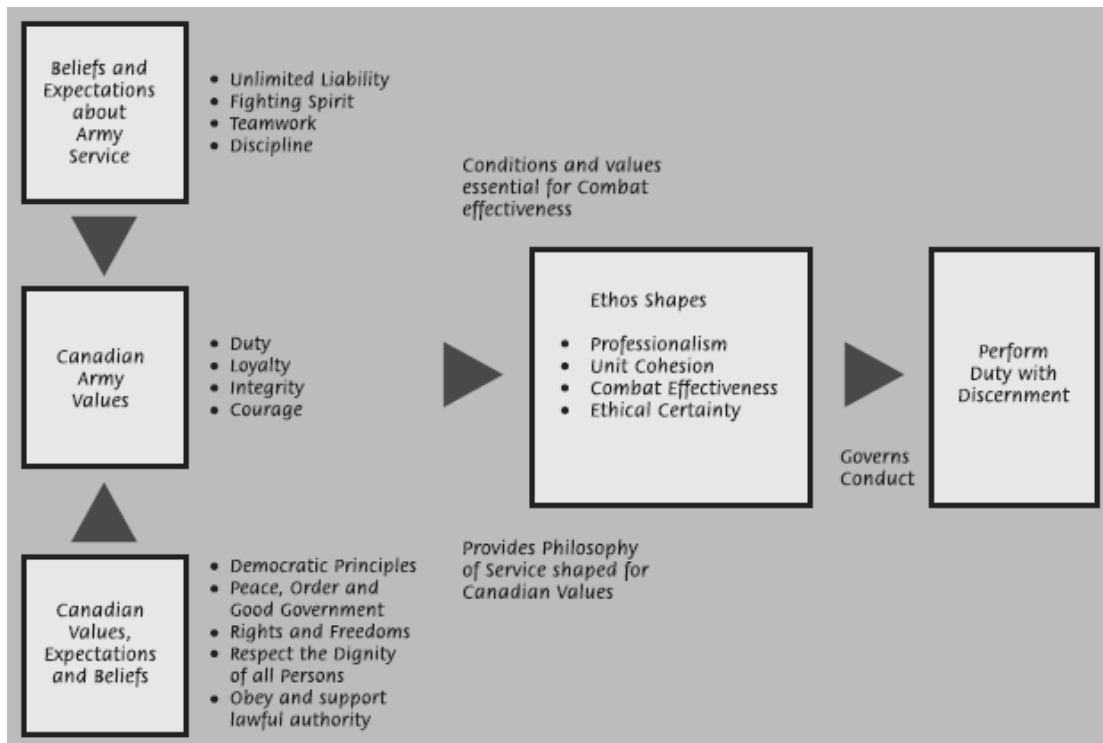 Beliefs and
Expectations
about
Army
Service
• Unlimited Liability
• Fighting Spirit
• Teamwork
• Discipline
Conditions and values
essential for Combat
effectiveness
Canadian
Army
Values
• Duty
• Loyalty
• Integrity
• Courage
Ethos Shapes
• Professionalism
• Unit Cohesion
• Combat Effectiveness
• Ethical Certainty
Governs
Conduct
Perform
Duty with
Discernment
Canadian
Values,
Expectations
and Beliefs
• Democratic Principles
• Peace, Order and
Good Government
• Rights and Freedoms
• Respect the Dignity
of all Persons
• Obey and support
lawful authority
Provides Philosophy
of Service shaped for
Canadian Values